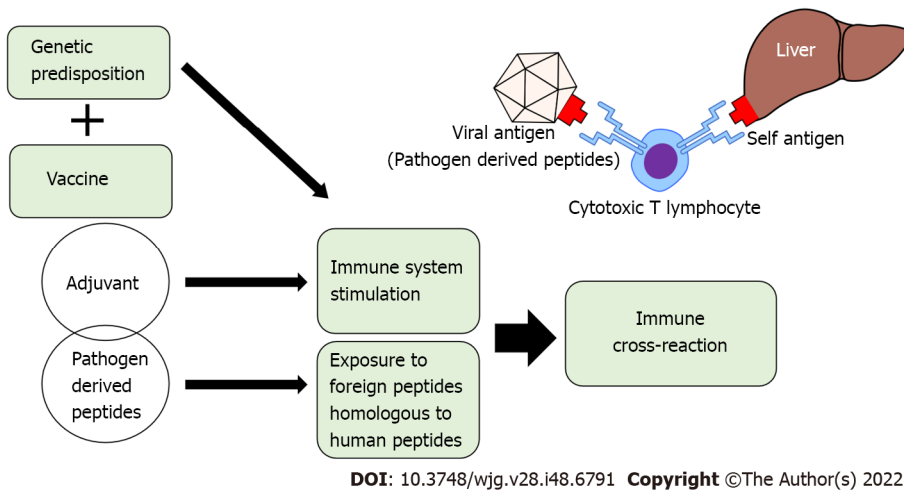 Genetic
predisposition
+
Vaccine
Adjuvant
Pathogen
derived
peptides
Immune system
stimulation
Exposure to
foreign peptides
homologous to
human peptides
Immune
cross-reaction
Viral antigen
(Pathogen derived peptides)
Liver
Self antigen
Cytotoxic T lymphocyte
DOI: 10.3748/wjg.v28.i48.6791 Copyright ©The Author(s) 2022